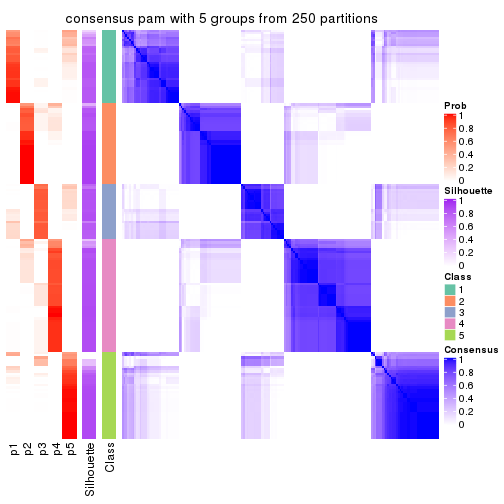 consensus pam with 5 groups from 250 partitions
Prob
1
0.8
0.6
0.4
0.2
0
Silhouette
1
0.8
0.6
0.4
0.2
0
Class
1
2
3
4
5
Consensus
1
0.8
0.6
0.4
0.2
0
p1
p2
p3
p4
p5
Silhouette
Class